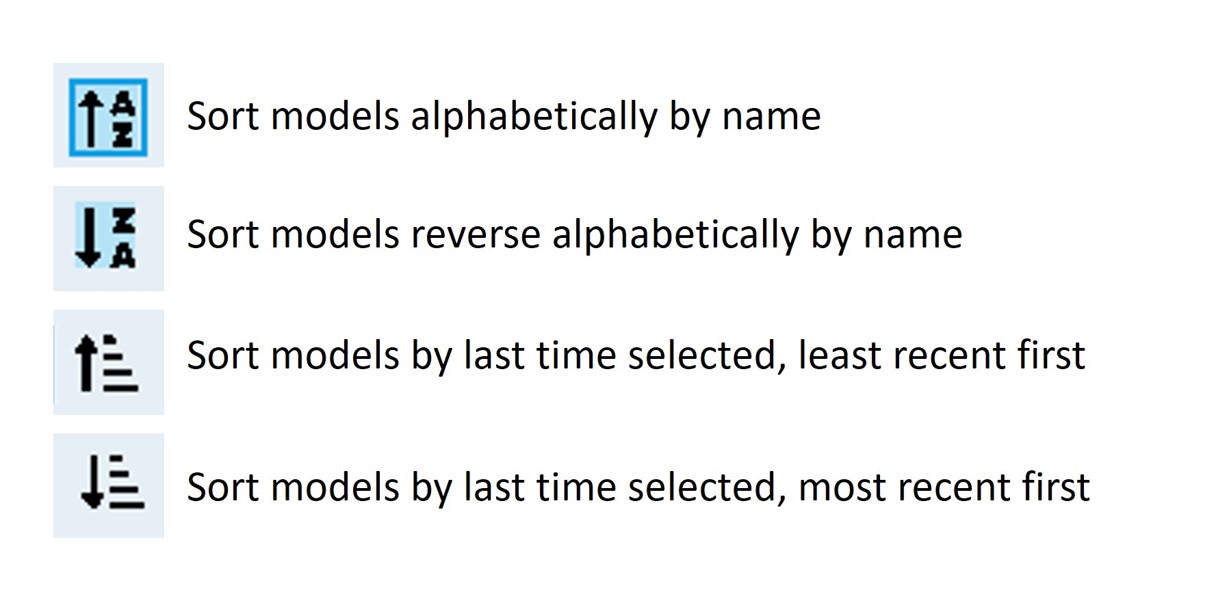 A
Z
Sort models alphabetically by name
Z
A
Sort models reverse alphabetically by name
Sort models by last time selected, least recent first
Sort models by last time selected, most recent first